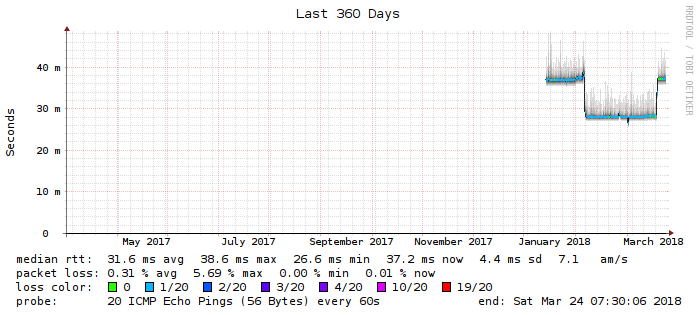 Last 360 Days
RRDTOOL / TOBI OETIKER
Seconds
40 m
30 m
20 m
10 m
0
May 2017 July 2017 September 2017 November 2017 January 2018 March 2018
median rtt: 31.6 ms avg 38.6 ms max 26.6 ms min 37.2 ms now 4.4 ms sd 7.1 am/s
packet loss: 0.31 % avg 5.69 % max 0.00 % min 0.01 % now
loss color: 0 1/20 2/20 3/20 4/20 10/20 19/20
probe: 20 ICMP Echo Pings (56 Bytes) every 60s end: Sat Mar 24 07:30:06 2018